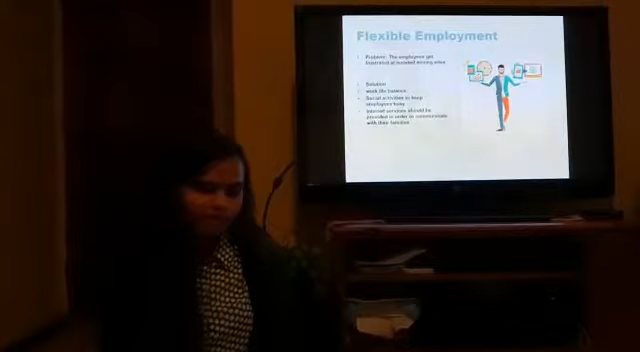 Flexible Employment
Problem: The employees get
frustrated at isolated mining sites
Solution
work life balance
Social activities to keep
employees busy
Internet services should be
provided in order to communicate
with their families